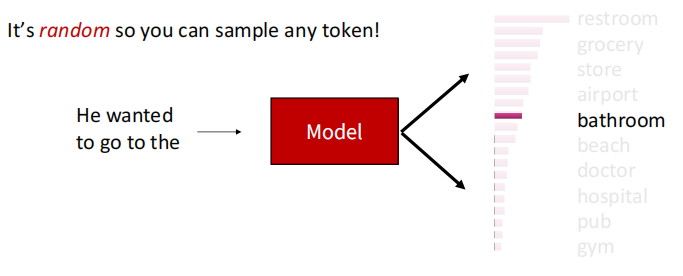 It's random so you can sample any token!
He wanted
to go to the
Model
restroom
grocery
store
airport
bathroom
beach
doctor
hospital
pub
gym